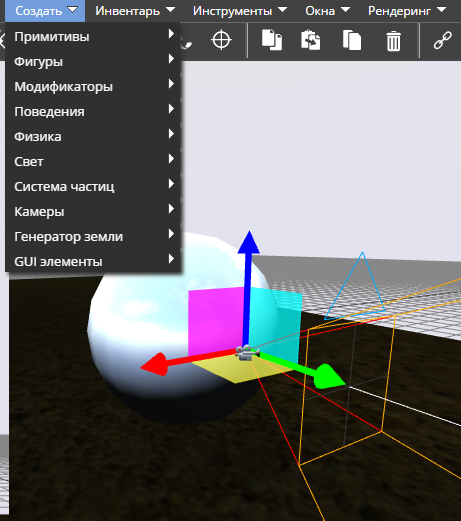 Создать Инвентарь Инструменты Окна Рендеринг
Примитивы
Фигуры
Модификаторы
Поведения
Физика
Свет
Система частиц
Камеры
Генератор земли
GUI элементы